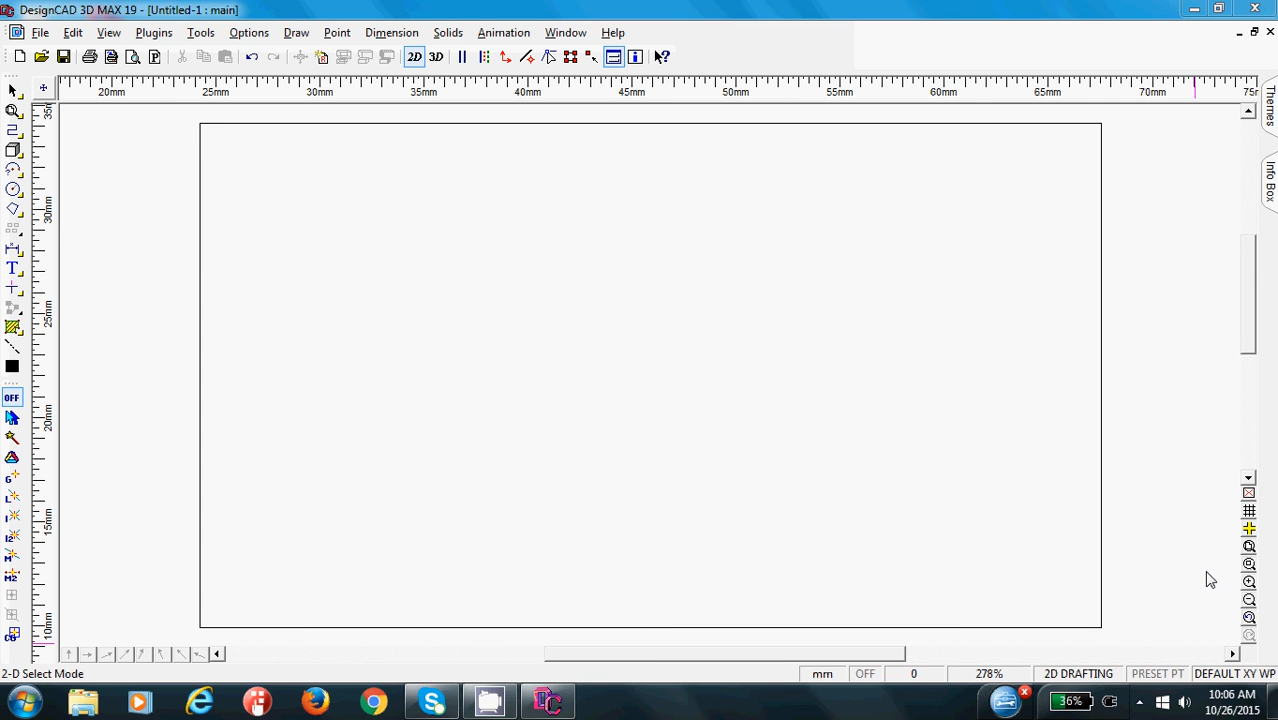 DesignCAD 3D MAX 19 - [Untitled-1 : main]
File Edit View Plugins Tools Options Draw Point Dimension Solids Animation Window Help
2D 3D
20mm 25mm 30mm 35mm 40mm 45mm 50mm 55mm 60mm 65mm 70mm
Themes
Info Box
30mm
25mm
20mm
15mm
10mm
OFF
2-D Select Mode mm OFF 0 278% 2D DRAFTING PRESET PT DEFAULT XY WP
36%
10:06 AM
10/26/2015